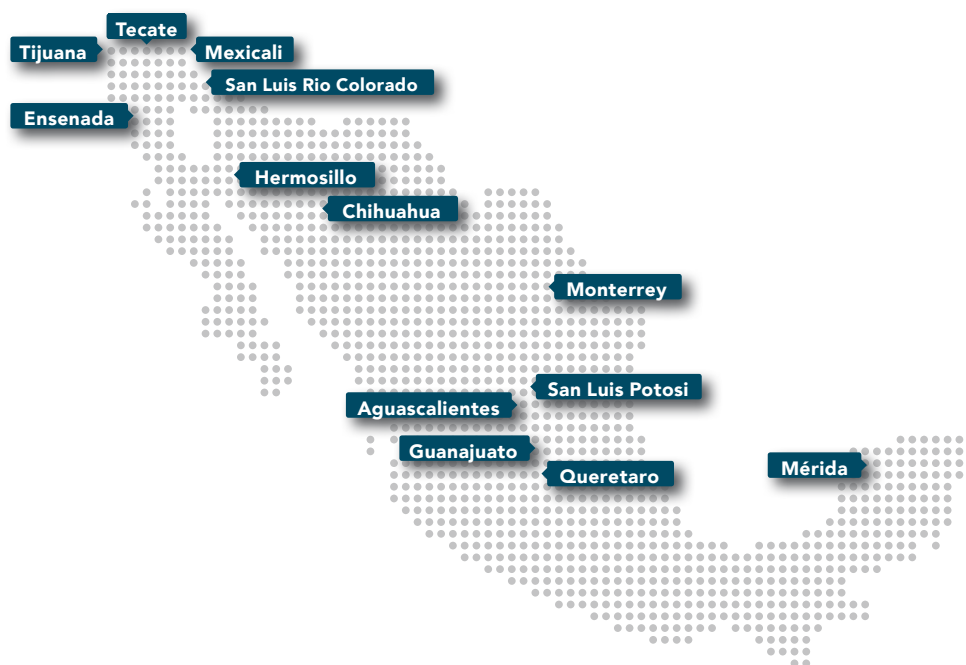 Tecate
Tijuana
Mexicali
San Luis Rio Colorado
Ensenada
Hermosillo
Chihuahua
Monterrey
San Luis Potosi
Aguascalientes
Guanajuato
Queretaro
Mérida